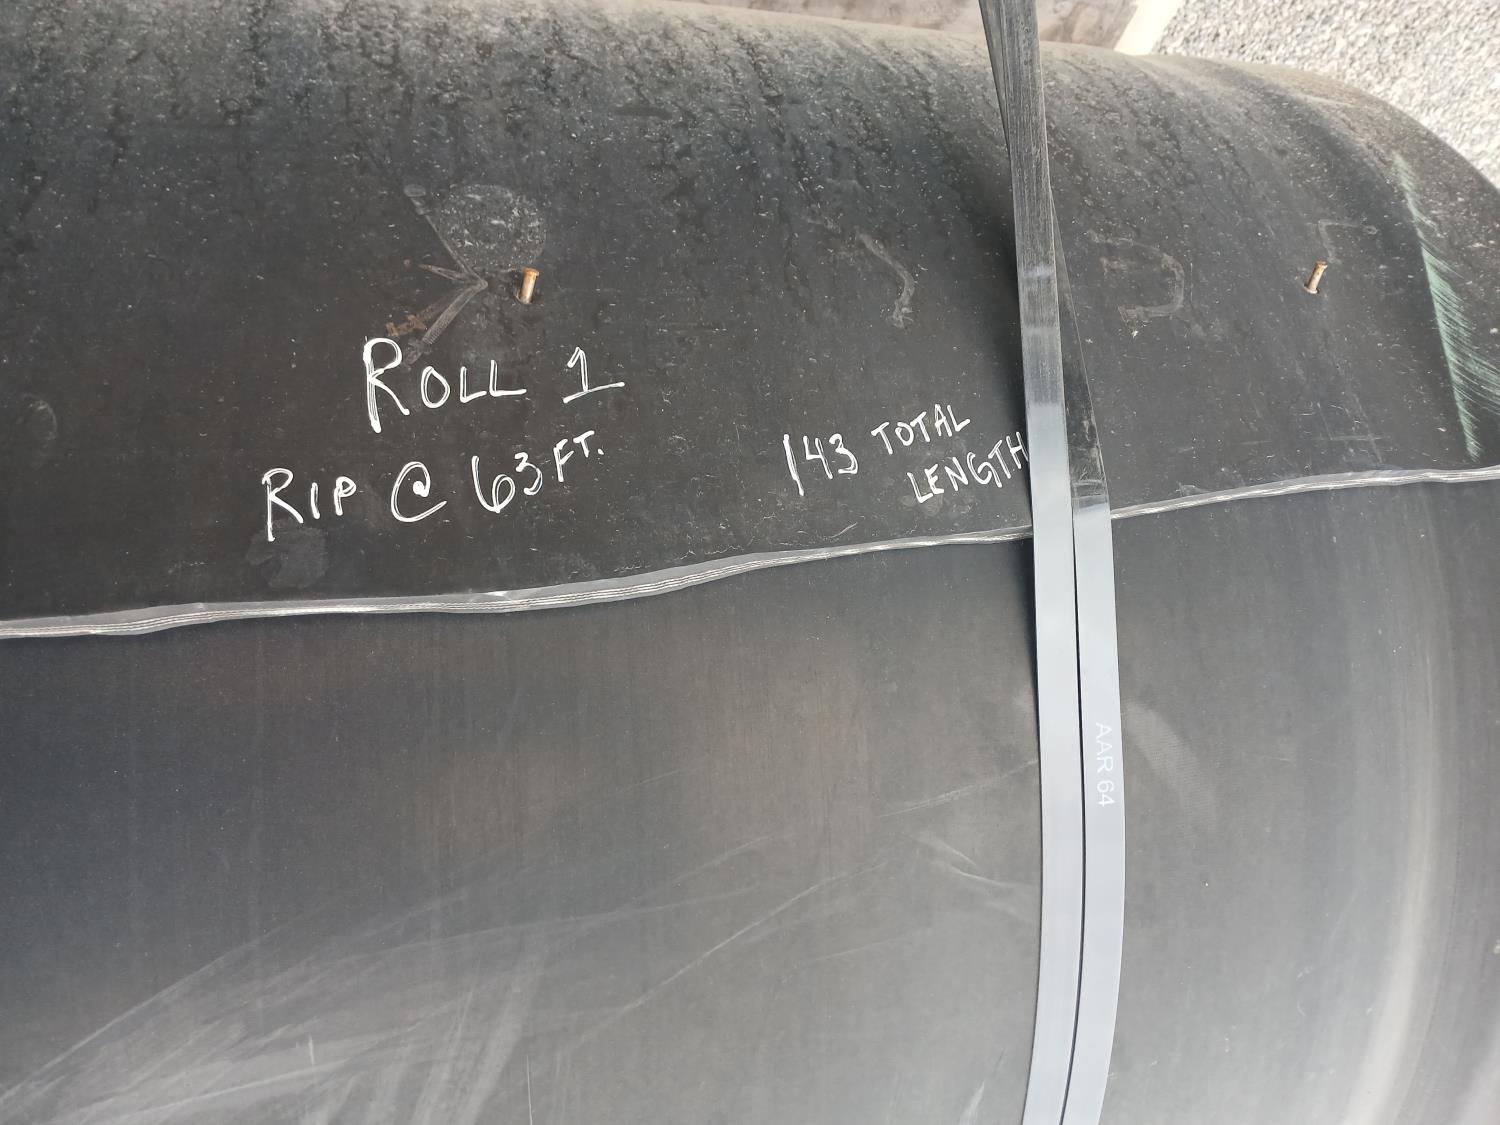 ROLL 1
RIP @ 63 FT.
143 TOTAL
LENGTH
AAR 64